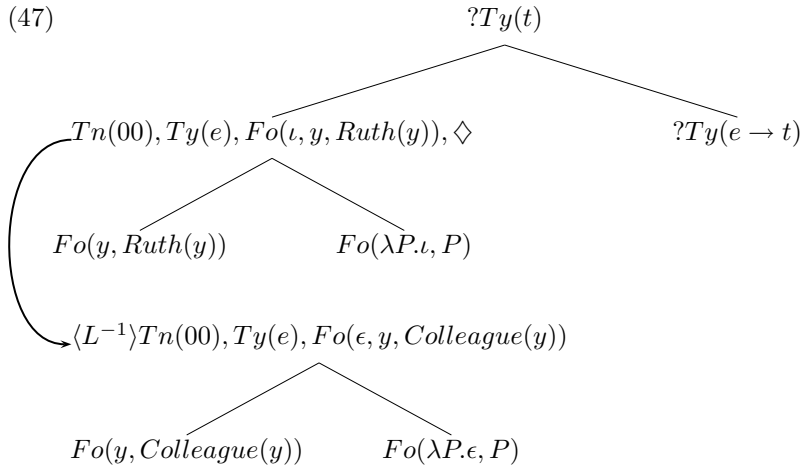 (47) ?Ty(t)
Tn(00), Ty(e), Fo(ι, y, Ruth(y)), ◇ ?Ty(e → t)
Fo(y, Ruth(y)) Fo(λP.ι, P)
⟨L⁻¹⟩Tn(00), Ty(e), Fo(ϵ, y, Colleague(y))
Fo(y, Colleague(y)) Fo(λP.ϵ, P)